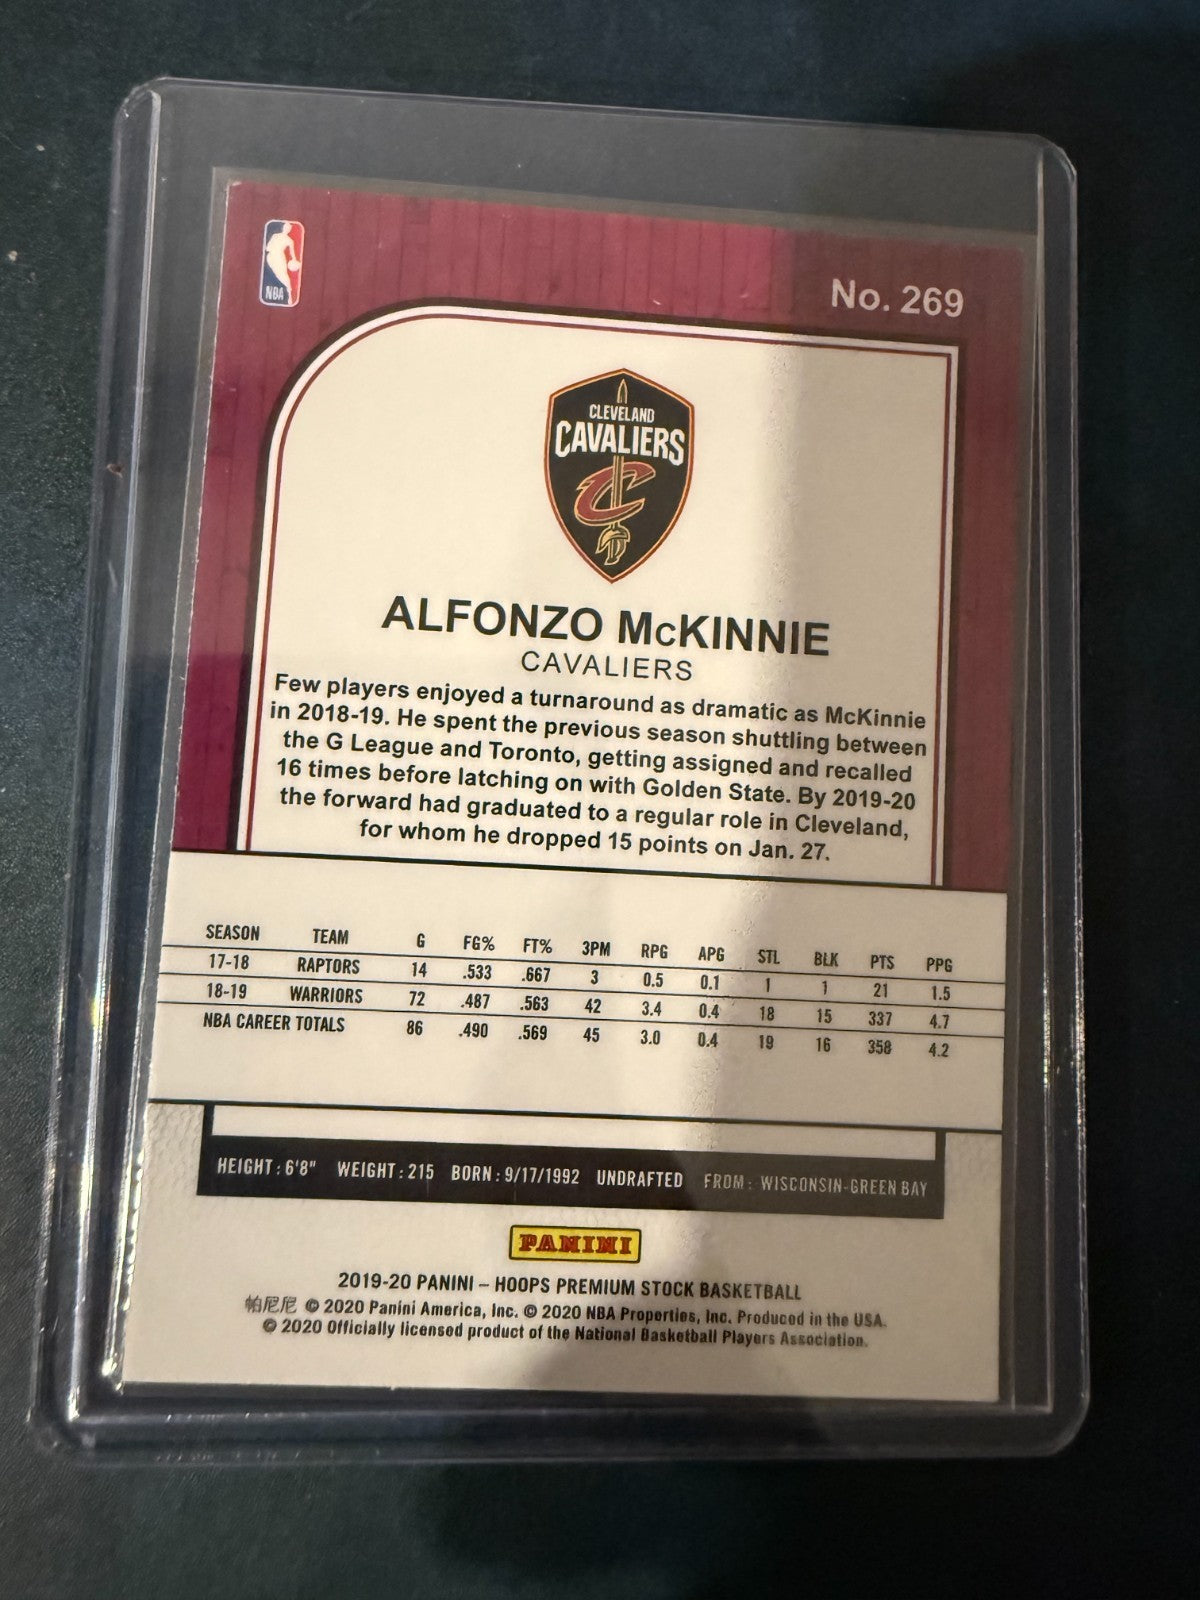 NBA
No. 269
CLEVELAND
CAVALIERS
C
ALFONZO McKINNIE
CAVALIERS
Few players enjoyed a turnaround as dramatic as McKinnie
in 2018-19. He spent the previous season shuttling between
the G League and Toronto, getting assigned and recalled
16 times before latching on with Golden State. By 2019-20
the forward had graduated to a regular role in Cleveland,
for whom he dropped 15 points on Jan. 27.
SEASON TEAM G FG% FT% 3PM RPG APG STL BLK PTS PPG
17-18 RAPTORS 14 .533 .667 3 0.5 0.1 1 1 21 1.5
18-19 WARRIORS 72 .487 .563 42 3.4 0.4 18 15 337 4.7
NBA CAREER TOTALS 86 .490 .569 45 3.0 0.4 19 16 358 4.2
HEIGHT : 6'8" WEIGHT : 215 BORN : 9/17/1992 UNDRAFTED FROM : WISCONSIN-GREEN BAY
PANINI
2019-20 PANINI – HOOPS PREMIUM STOCK BASKETBALL
帕尼尼 © 2020 Panini America, Inc. © 2020 NBA Properties, Inc. Produced in the USA.
© 2020 Officially licensed product of the National Basketball Players Association.